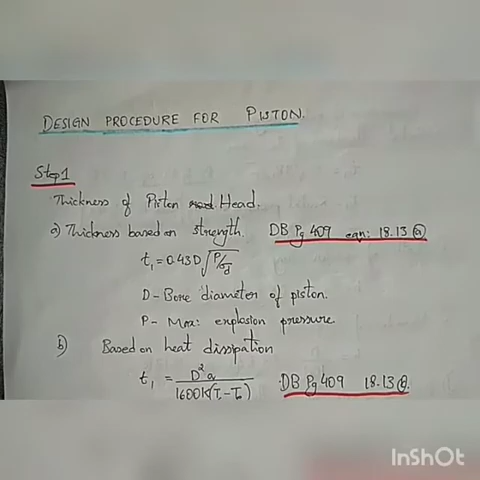 DESIGN PROCEDURE FOR PISTON.
Step 1
Thickness of Piston Head.
a) Thickness based on strength. DB Pg 409 eqn: 18.13 (a)
t₁ = 0.43 D √P/σd
D - Bore diameter of piston.
P - Max: explosion pressure.
b) Based on heat dissipation
t₁ = D²q / 1600K(Tc - Te) DB Pg 409 18.13
InShOt